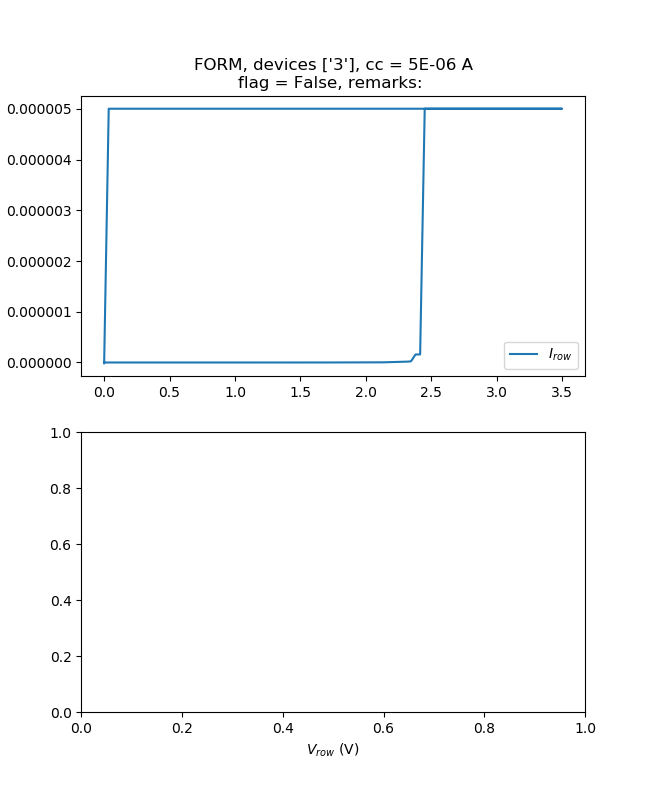 FORM, devices ['3'], cc = 5E-06 A
flag = False, remarks:
0.000005
0.000004
0.000003
0.000002
0.000001
0.000000
I_row
0.0 0.5 1.0 1.5 2.0 2.5 3.0 3.5
1.0
0.8
0.6
0.4
0.2
0.0
0.0 0.2 0.4 0.6 0.8 1.0
V_row (V)